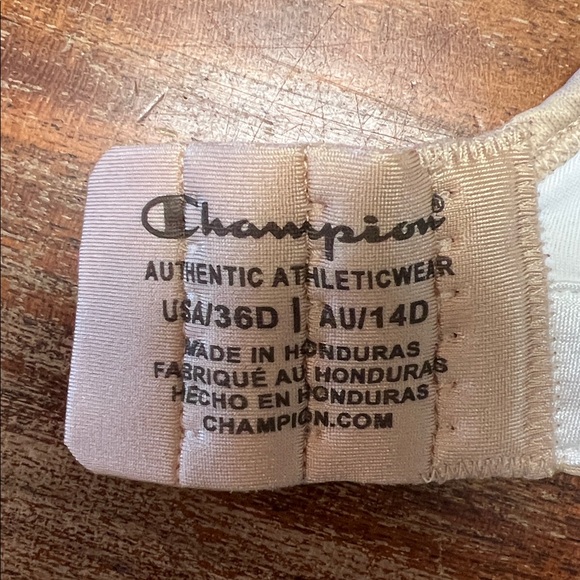 Champion®
AUTHENTIC ATHLETICWEAR
USA/36D | AU/14D
MADE IN HONDURAS
FABRIQUÉ AU HONDURAS
HECHO EN HONDURAS
CHAMPION.COM